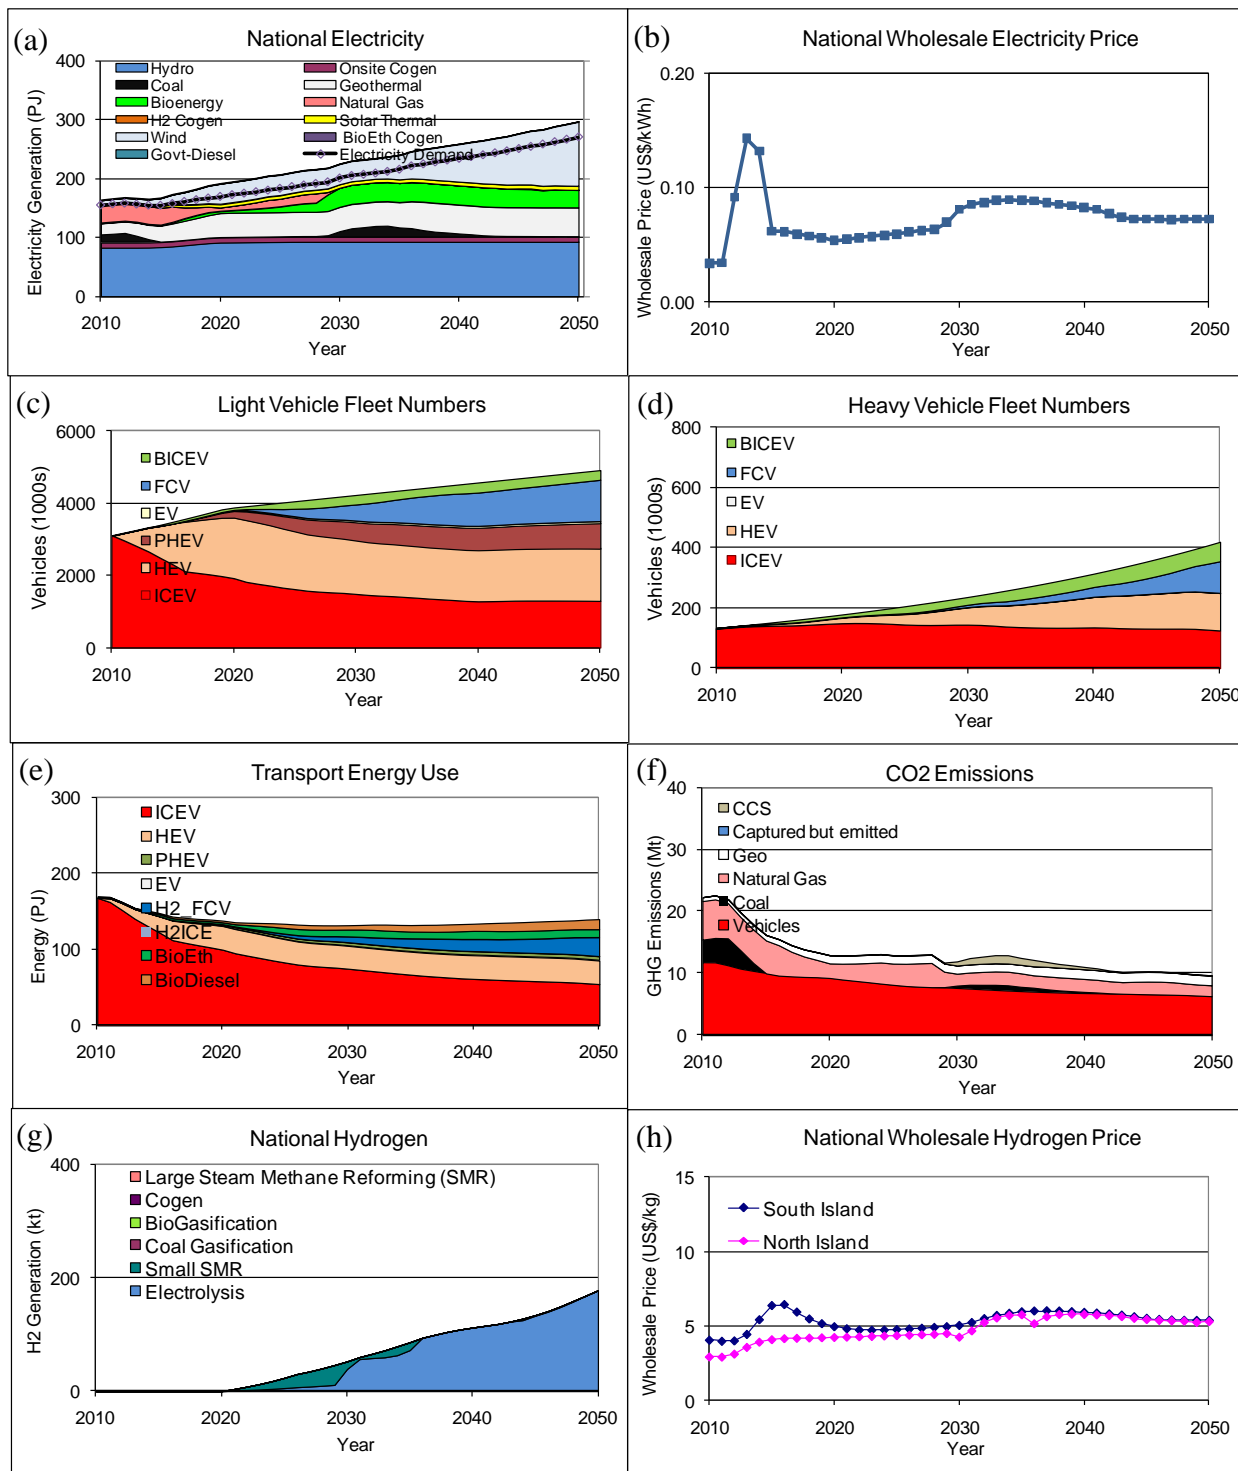 (a)
National Electricity
400
300
200
100
0
Electricity Generation (PJ)
Hydro
Onsite Cogen
Coal
Geothermal
Bioenergy
Natural Gas
H2 Cogen
Solar Thermal
Wind
BioEth Cogen
Govt-Diesel
Electricity Demand
2010 2020 2030 2040 2050
Year
(b)
National Wholesale Electricity Price
0.20
0.10
0.00
Wholesale Price (US$/kWh)
2010 2020 2030 2040 2050
Year
(c)
Light Vehicle Fleet Numbers
6000
4000
2000
0
Vehicles (1000s)
BICEV
FCV
EV
PHEV
HEV
ICEV
2010 2020 2030 2040 2050
Year
(d)
Heavy Vehicle Fleet Numbers
800
600
400
200
0
Vehicles (1000s)
BICEV
FCV
EV
HEV
ICEV
2010 2020 2030 2040 2050
Year
(e)
Transport Energy Use
300
200
100
0
Energy (PJ)
ICEV
HEV
PHEV
EV
H2_FCV
H2ICE
BioEth
BioDiesel
2010 2020 2030 2040 2050
Year
(f)
CO2 Emissions
40
30
20
10
0
GHG Emissions (Mt)
CCS
Captured but emitted
Geo
Natural Gas
Coal
Vehicles
2010 2020 2030 2040 2050
Year
(g)
National Hydrogen
400
200
0
H2 Generation (kt)
Large Steam Methane Reforming (SMR)
Cogen
BioGasification
Coal Gasification
Small SMR
Electrolysis
2010 2020 2030 2040 2050
Year
(h)
National Wholesale Hydrogen Price
15
10
5
0
Wholesale Price (US$/kg)
South Island
North Island
2010 2020 2030 2040 2050
Year